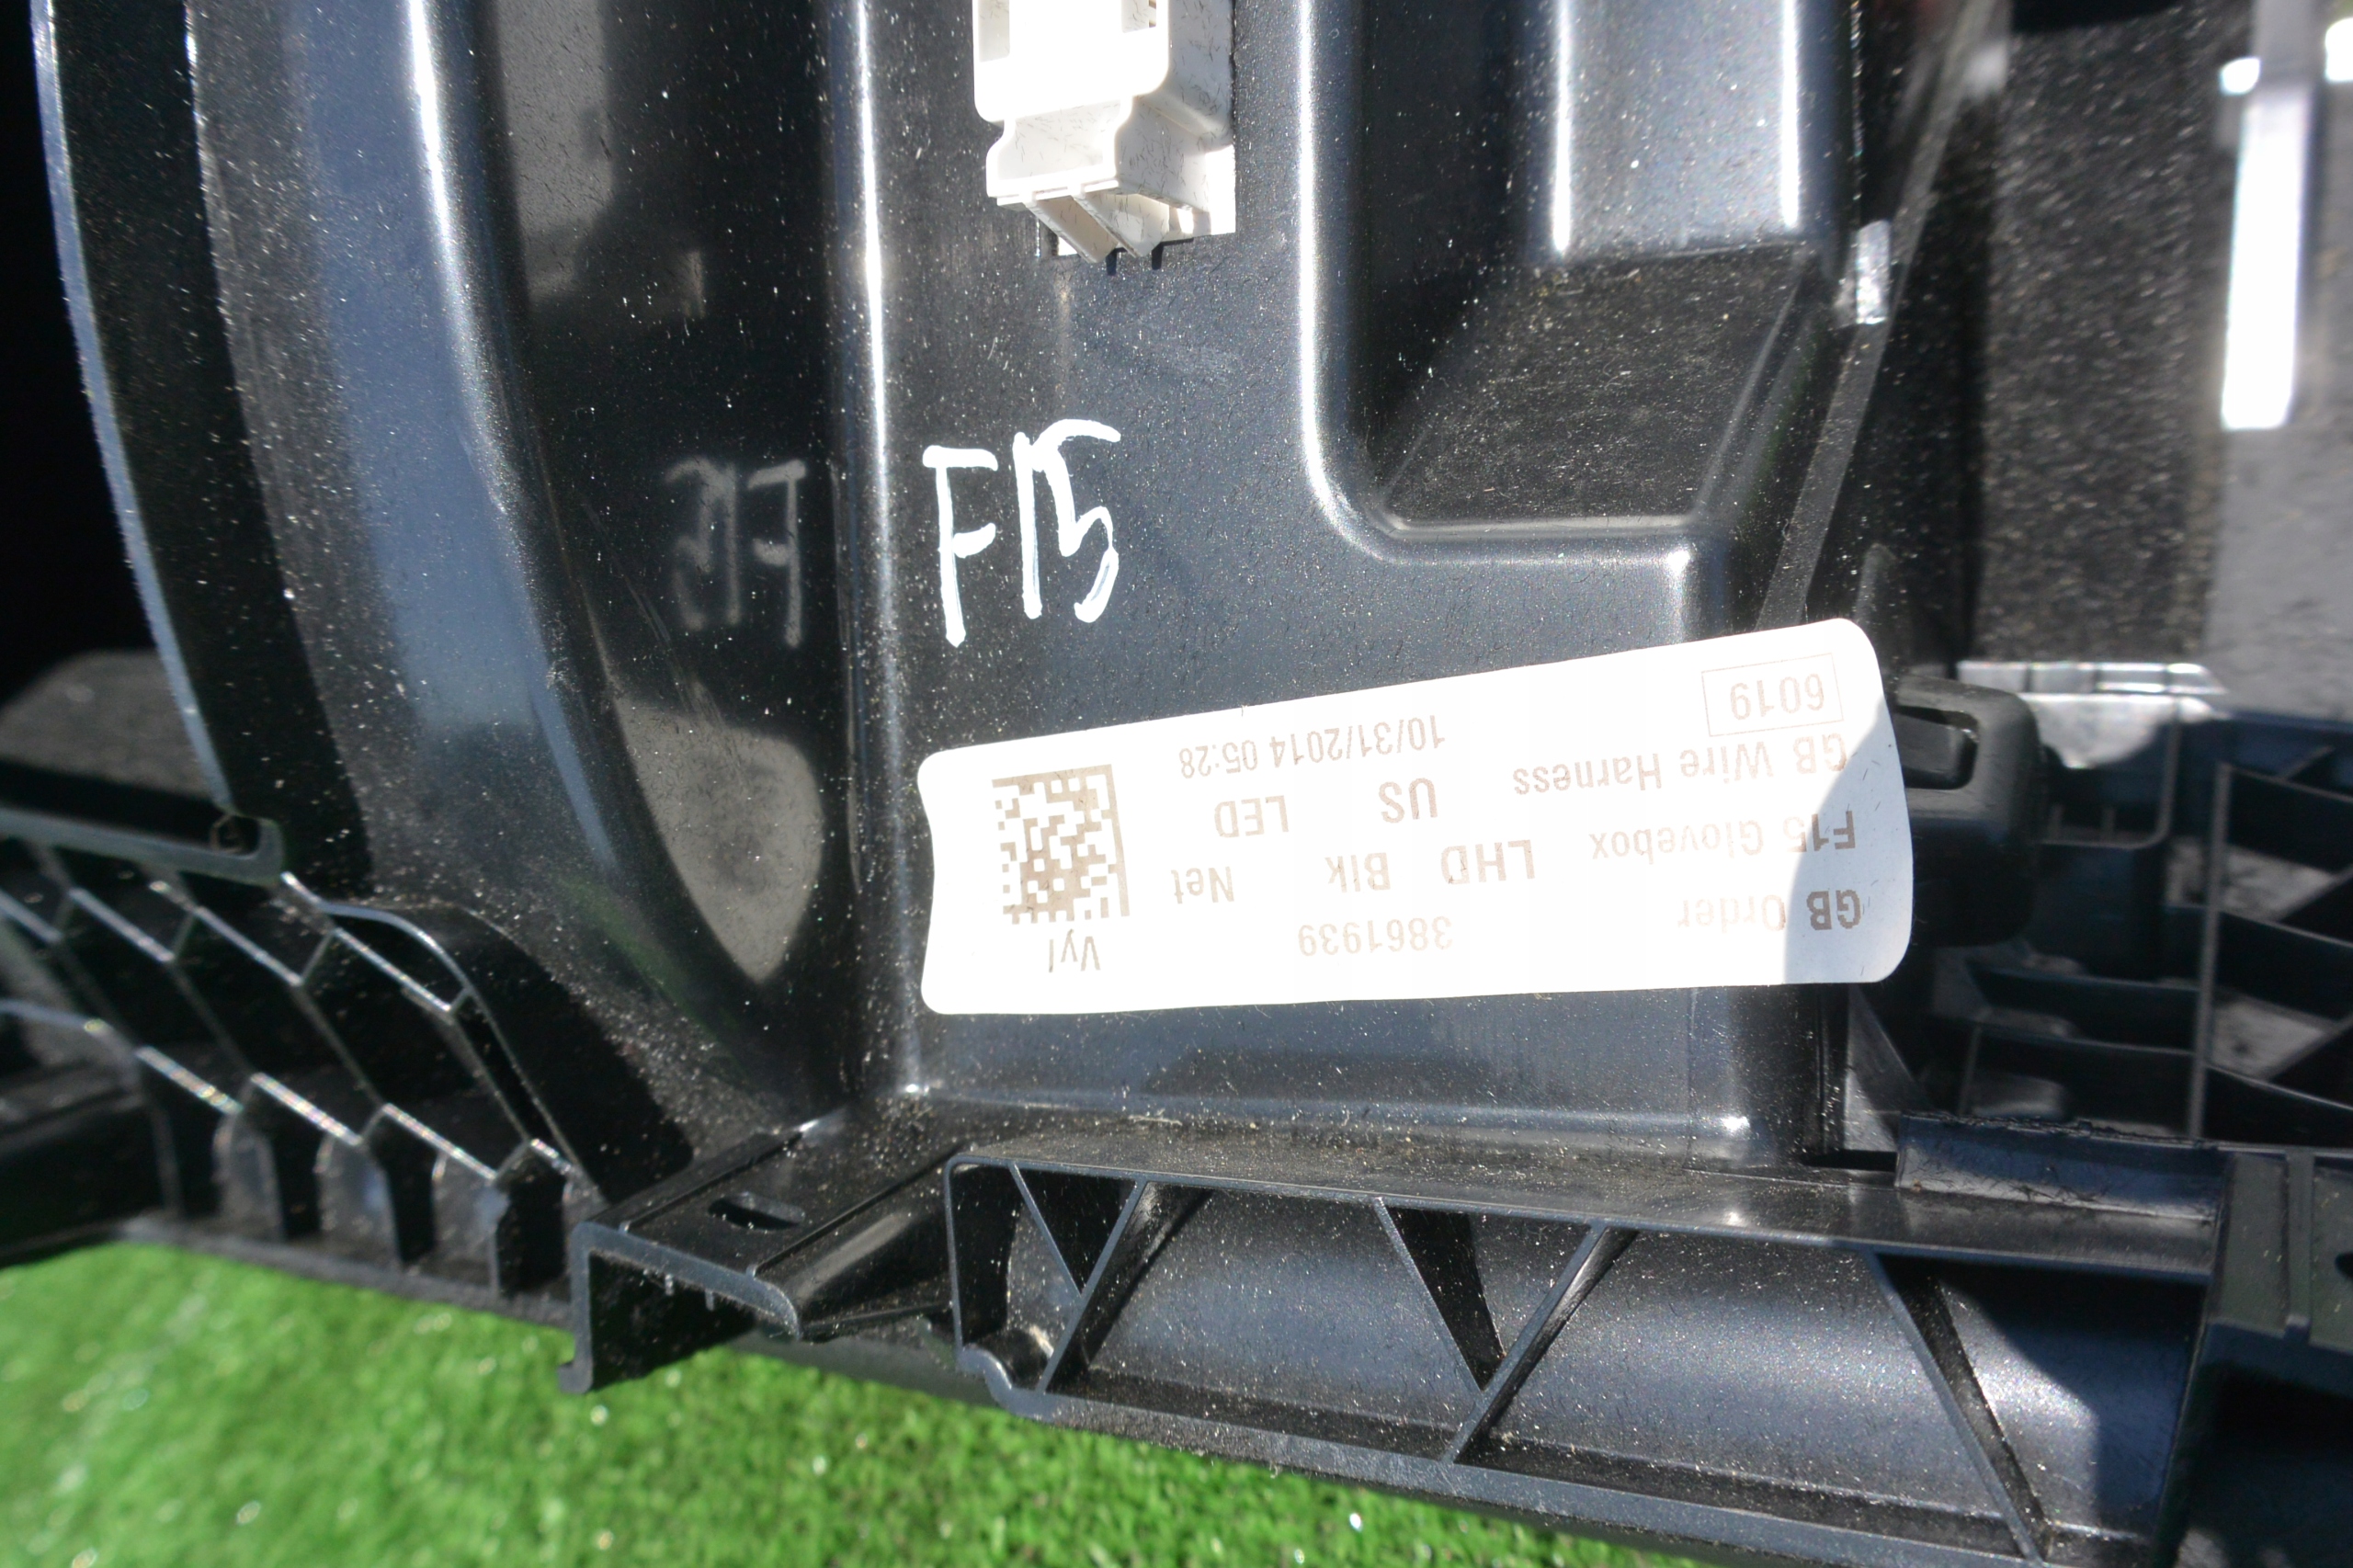 F15
GB Order 3861939 Vyl
F15 Glovebox LHD Blk Net
GB Wire Harness US LED
6019 10/31/2014 05:28